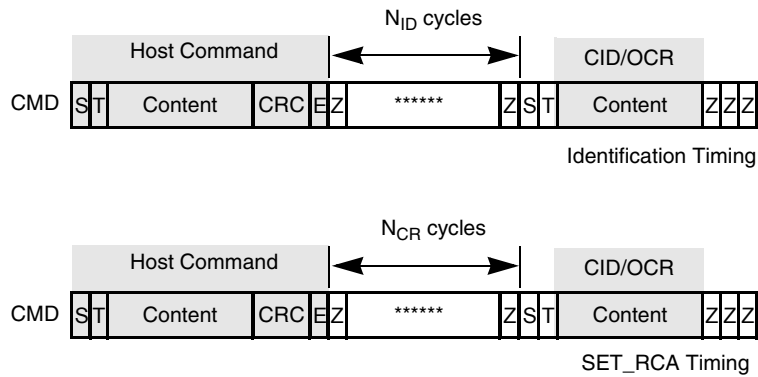 N_ID cycles
Host Command CID/OCR
CMD S T Content CRC E Z ****** Z S T Content Z Z Z
Identification Timing
N_CR cycles
Host Command CID/OCR
CMD S T Content CRC E Z ****** Z S T Content Z Z Z
SET_RCA Timing